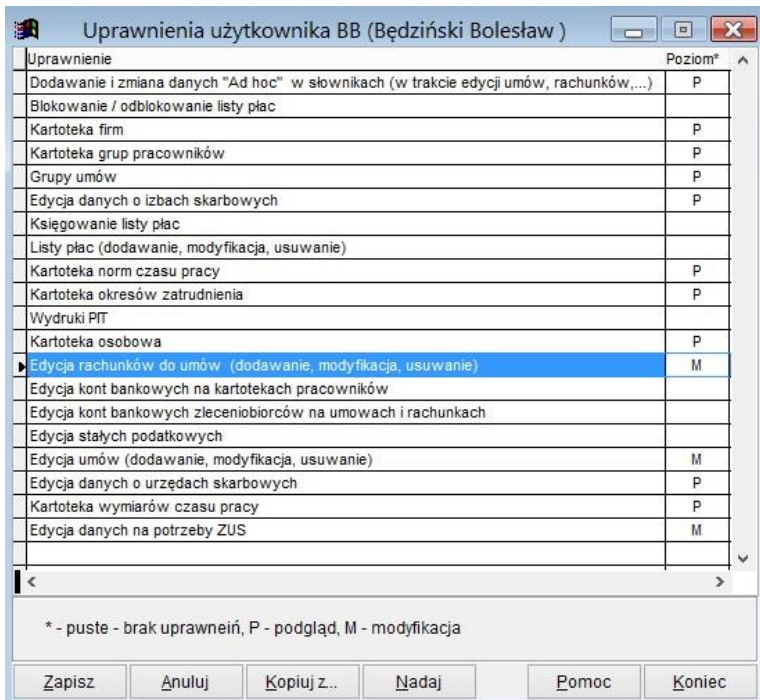 Uprawnienia użytkownika BB (Będziński Bolesław )
Uprawnienie Poziom*
Dodawanie i zmiana danych "Ad hoc" w słownikach (w trakcie edycji umów, rachunków,...) P
Blokowanie / odblokowanie listy płac
Kartoteka firm P
Kartoteka grup pracowników P
Grupy umów P
Edycja danych o izbach skarbowych P
Księgowanie listy płac
Listy płac (dodawanie, modyfikacja, usuwanie)
Kartoteka norm czasu pracy P
Kartoteka okresów zatrudnienia P
Wydruki PIT
Kartoteka osobowa P
Edycja rachunków do umów (dodawanie, modyfikacja, usuwanie) M
Edycja kont bankowych na kartotekach pracowników
Edycja kont bankowych zleceniobiorców na umowach i rachunkach
Edycja stałych podatkowych
Edycja umów (dodawanie, modyfikacja, usuwanie) M
Edycja danych o urzędach skarbowych P
Kartoteka wymiarów czasu pracy P
Edycja danych na potrzeby ZUS M
* - puste - brak uprawneiń, P - podgląd, M - modyfikacja
Zapisz Anuluj Kopiuj z... Nadaj Pomoc Koniec